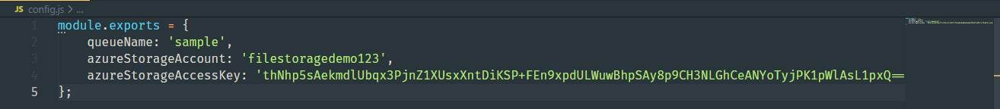 JS config.js > ...
1 module.exports = {
2 queueName: 'sample',
3 azureStorageAccount: 'filestoragedemo123',
4 azureStorageAccessKey: 'thNhp5sAekmdlUbqx3PjnZ1XUsxXntDiKSP+FEn9xpdULWuwBhpSAy8p9CH3NLGhCeANYoTyjPK1pWlAsL1pxQ==
5 };